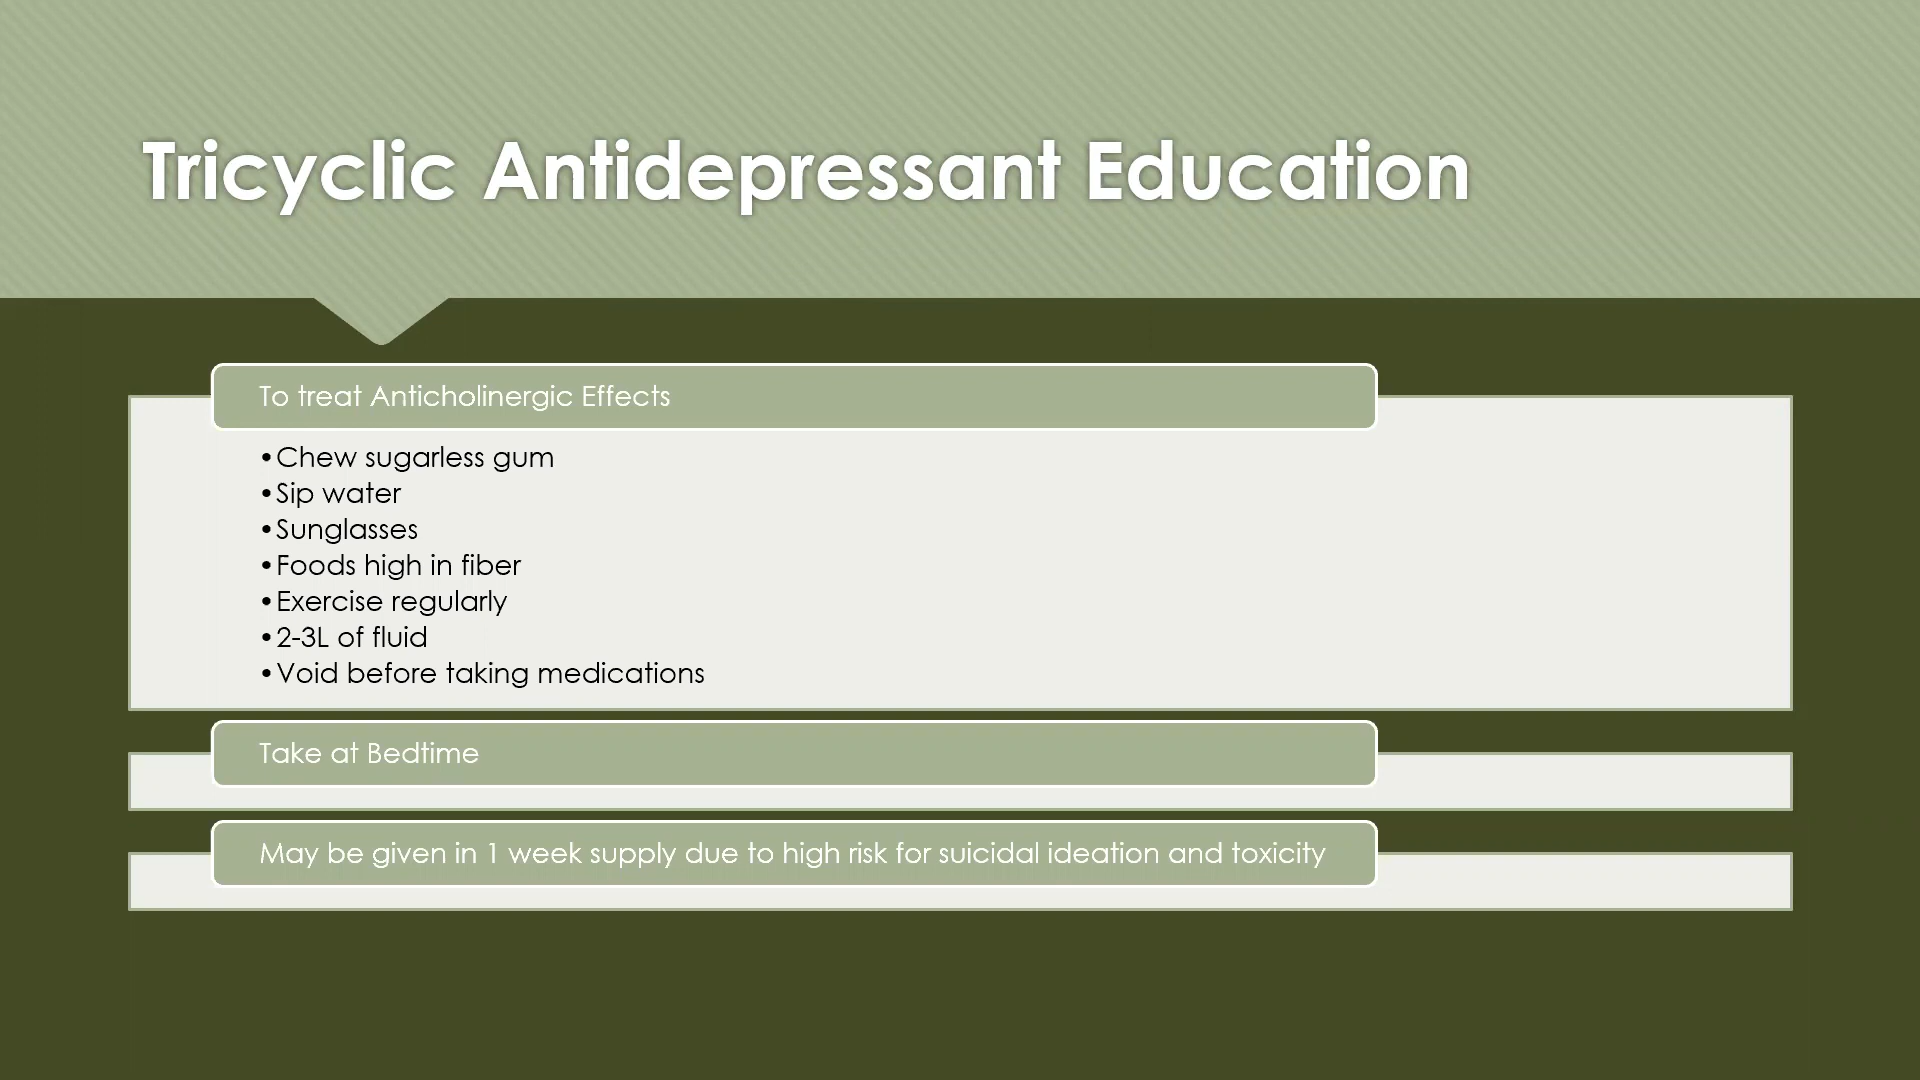 Tricyclic Antidepressant Education
To treat Anticholinergic Effects
•Chew sugarless gum
•Sip water
•Sunglasses
•Foods high in fiber
•Exercise regularly
•2-3L of fluid
•Void before taking medications
Take at Bedtime
May be given in 1 week supply due to high risk for suicidal ideation and toxicity